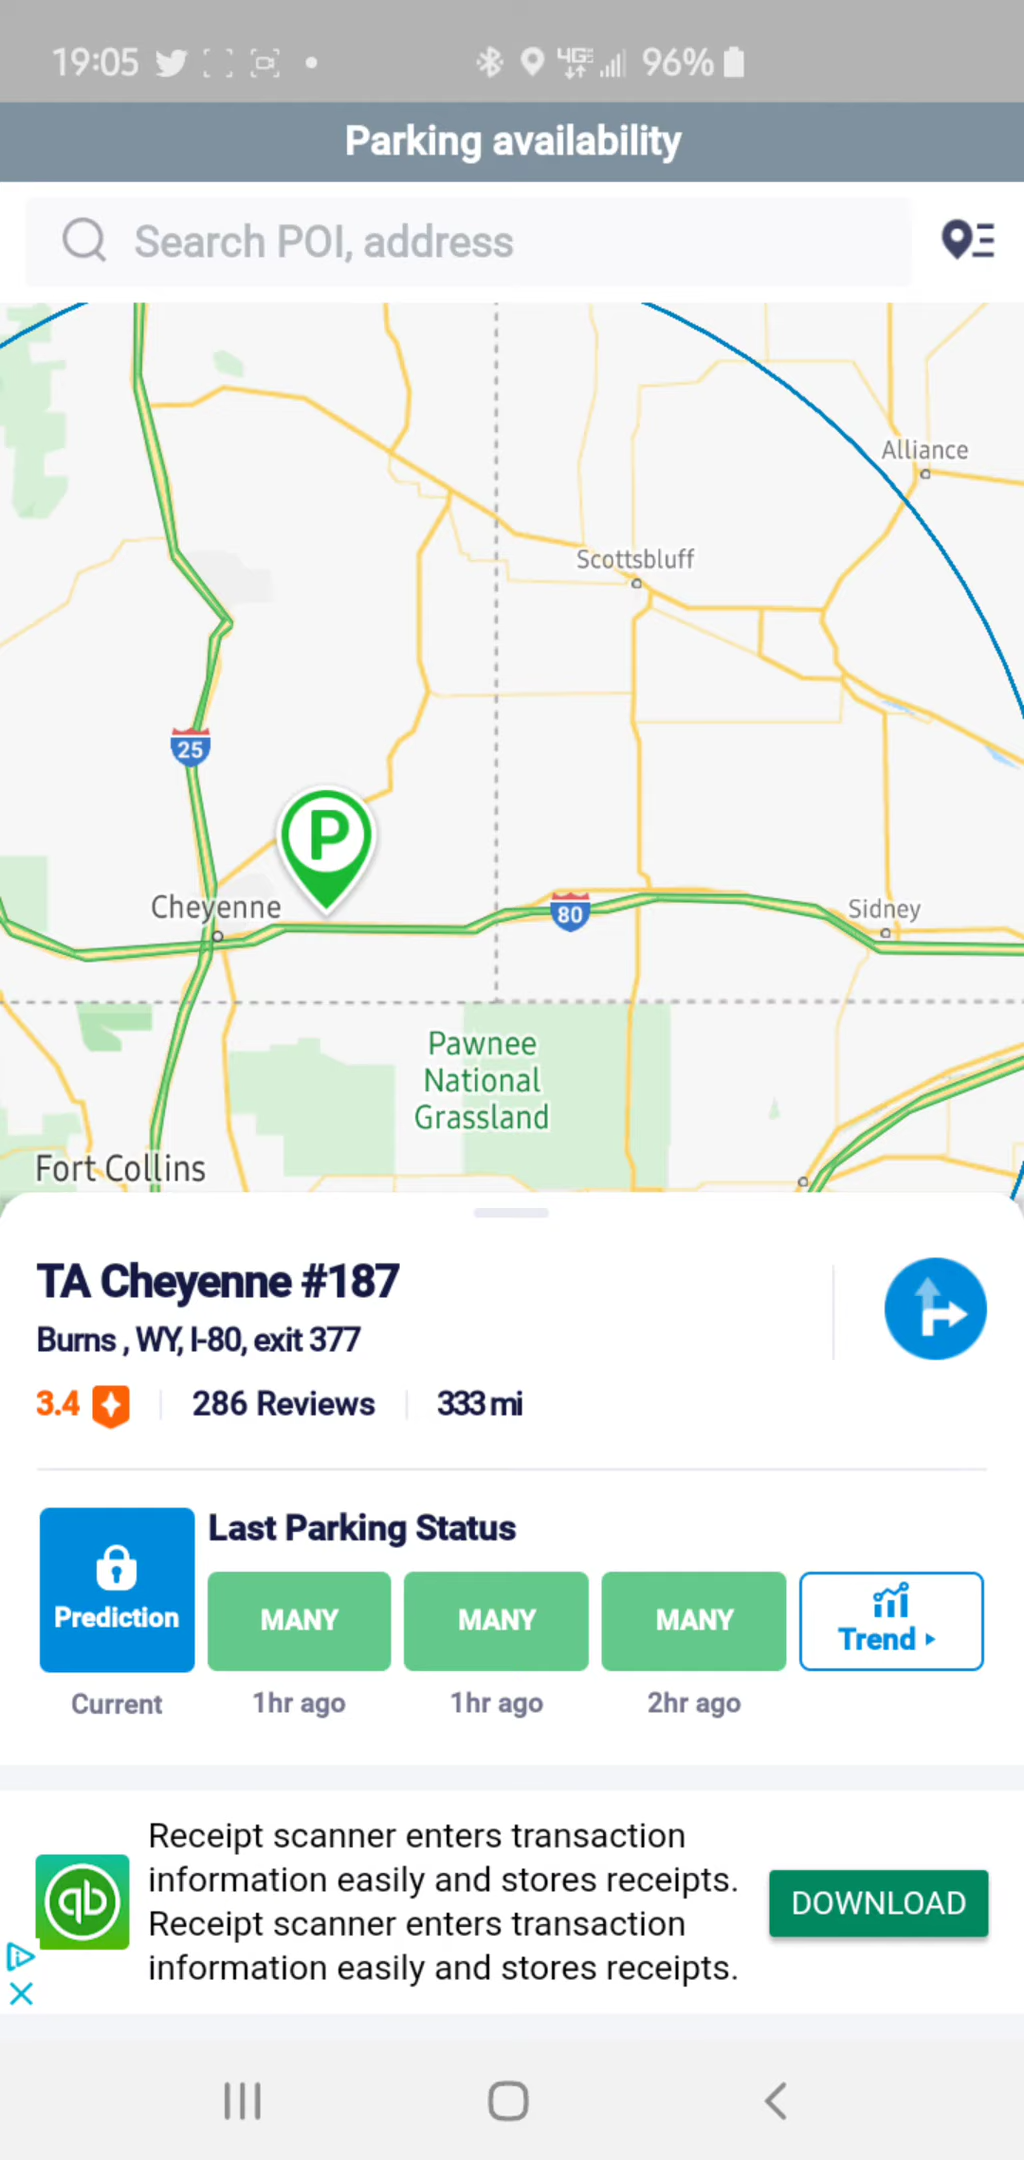 19:05
4GE
96%
Parking availability
Search POI, address
Alliance
Scottsbluff
25
P
Cheyenne
80
Sidney
Pawnee
National
Grassland
Fort Collins
TA Cheyenne #187
Burns , WY, I-80, exit 377
3.4
286 Reviews
333 mi
Last Parking Status
Prediction
MANY
MANY
MANY
Trend
Current
1hr ago
1hr ago
2hr ago
Receipt scanner enters transaction
information easily and stores receipts.
Receipt scanner enters transaction
information easily and stores receipts.
qb
DOWNLOAD